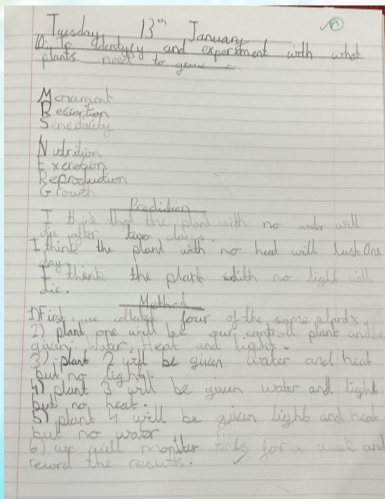 Tuesday 13th January
To identify and experiment with what
plants need to grow
Movement
Respiration
Sensitivity
Nutrition
Excretion
Reproduction
Growth
Prediction
I think that the plant with no water will
die after two days.
I think the plant with no heat will last One
day.
I think the plant with no light will
die.
Method
1) First, we collected four of the same plants.
2) plant one will be our controll plant and be
given water, Heat and light.
3) plant 2 will be given water and heat
but no light.
4) plant 3 will be given water and light
but no heat.
5) plant 4 will be given light and heat
but no water
6) we will monitor this for a week and
record the results.